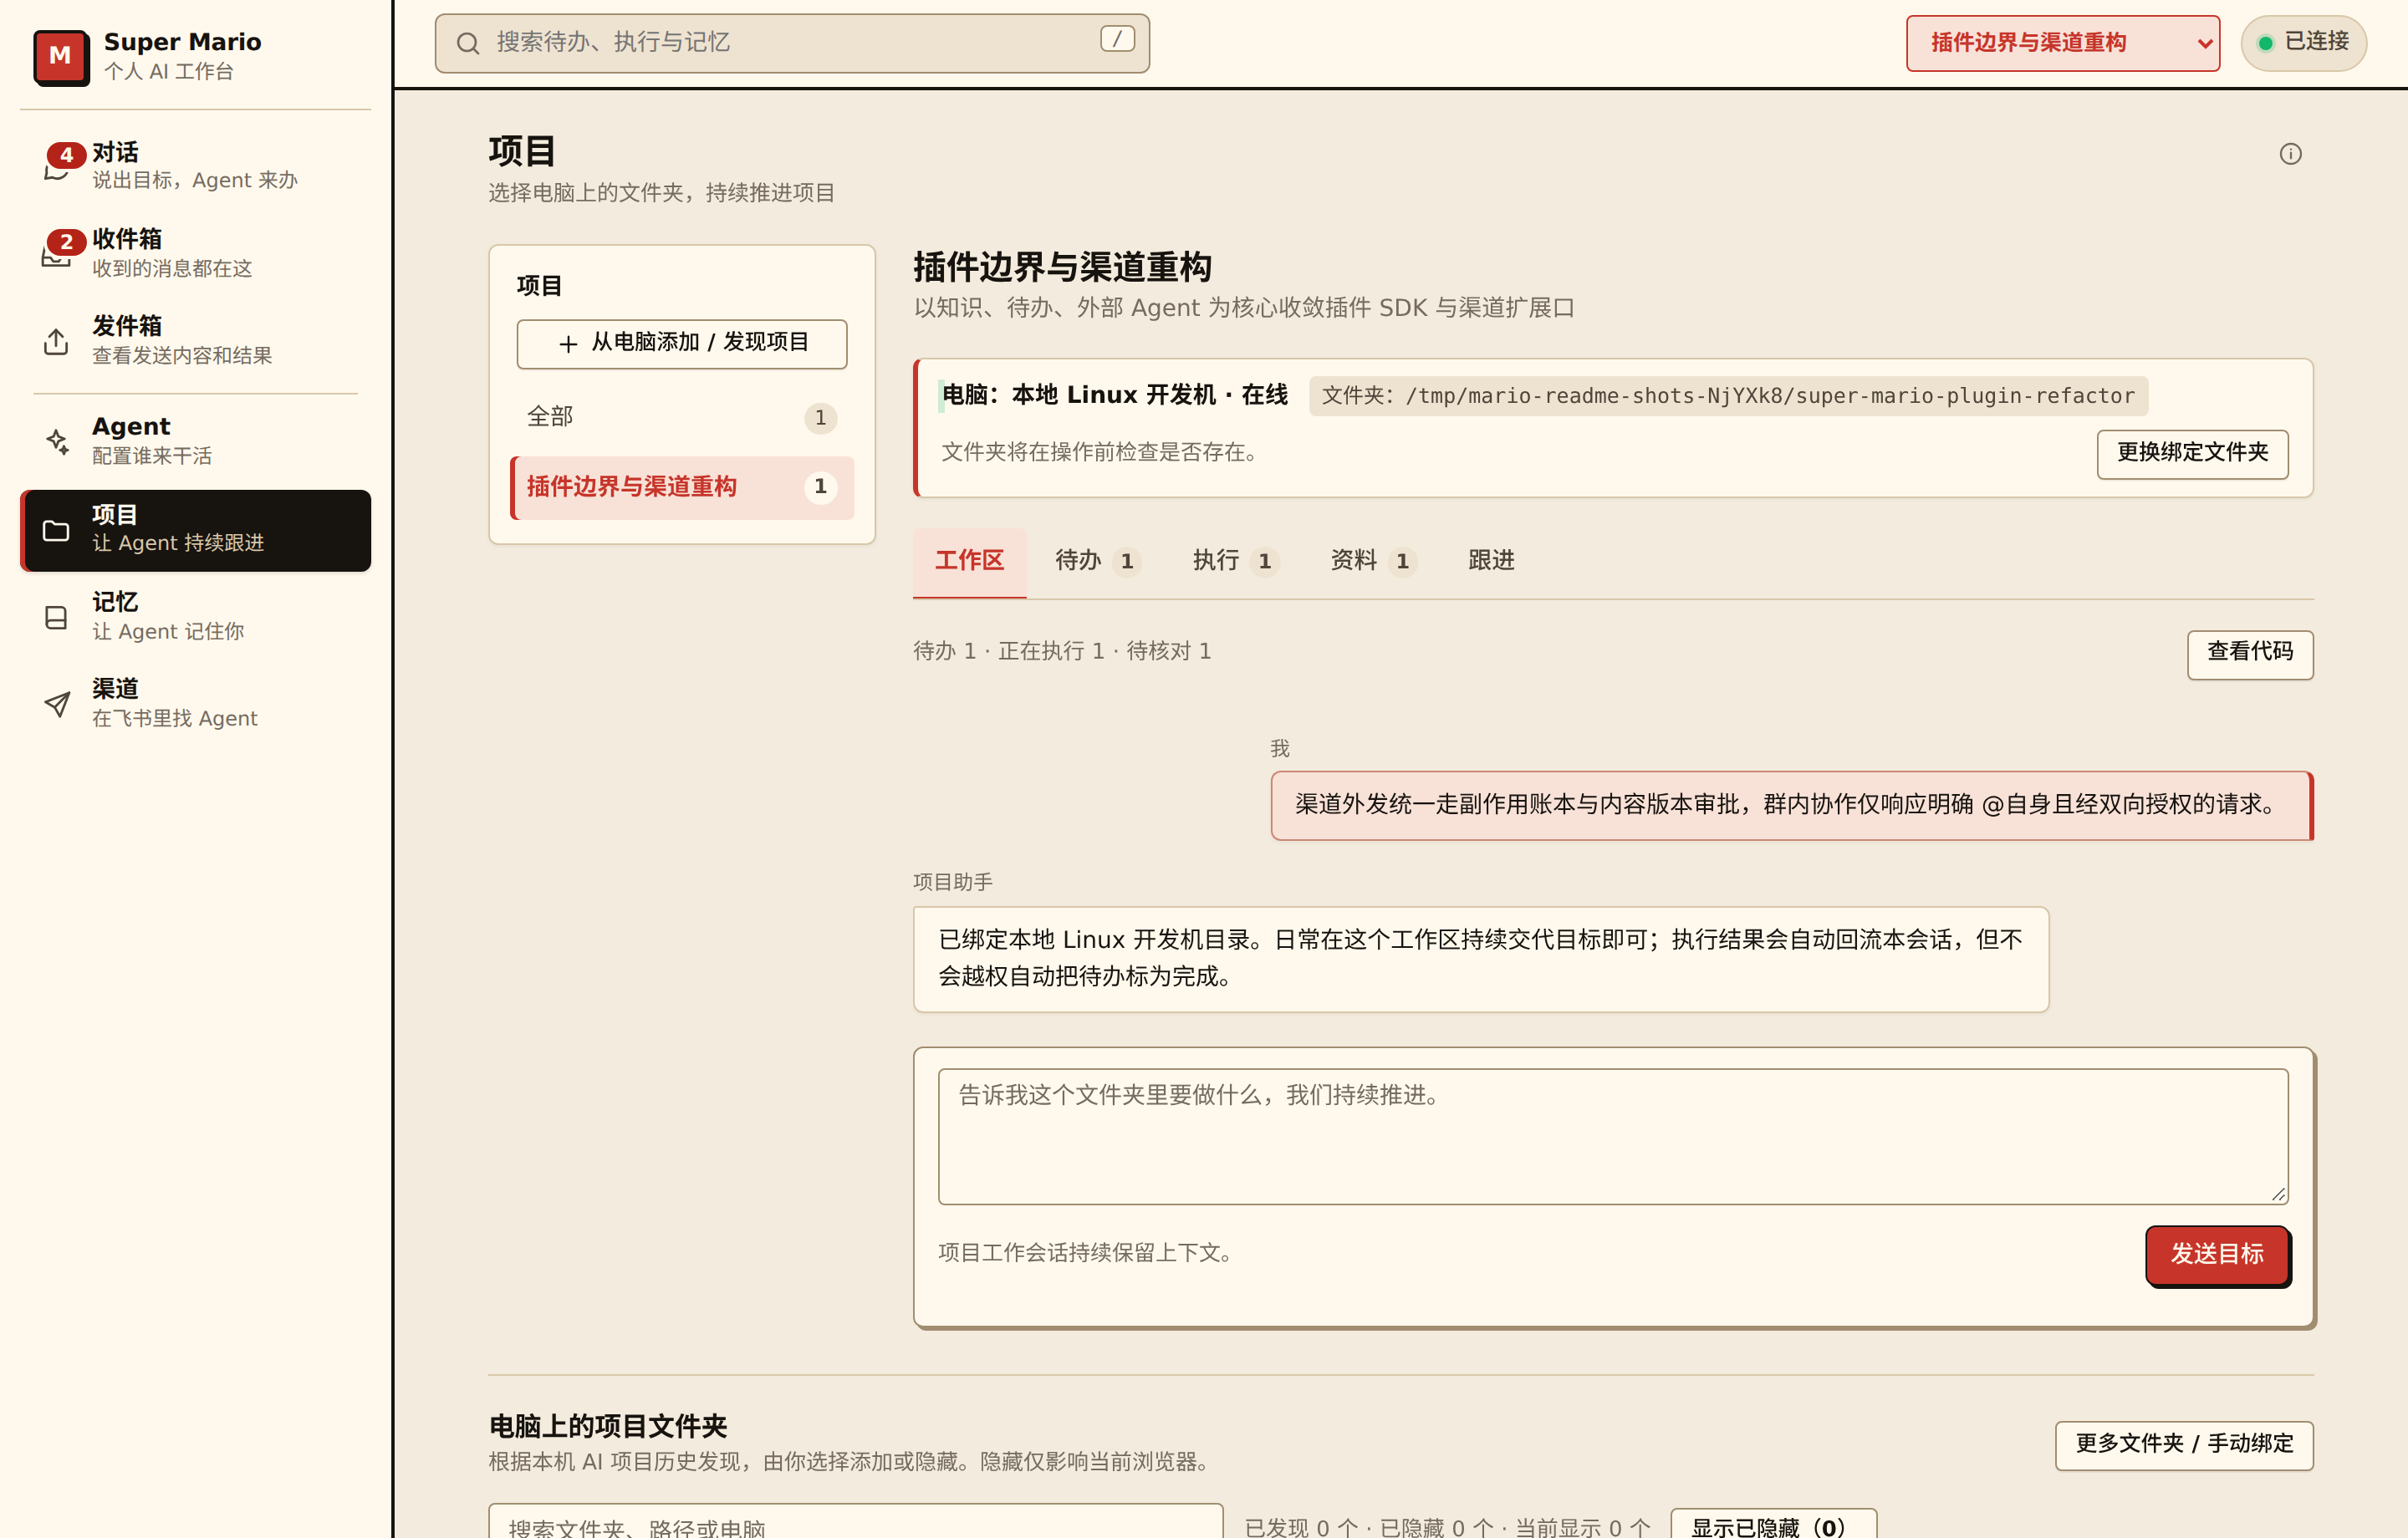 M
Super Mario
个人 AI 工作台
搜索待办、执行与记忆
/
插件边界与渠道重构
已连接
4
对话
说出目标，Agent 来办
2
收件箱
收到的消息都在这
发件箱
查看发送内容和结果
Agent
配置谁来干活
项目
让 Agent 持续跟进
记忆
让 Agent 记住你
渠道
在飞书里找 Agent
项目
选择电脑上的文件夹，持续推进项目
项目
从电脑添加 / 发现项目
全部 1
插件边界与渠道重构 1
插件边界与渠道重构
以知识、待办、外部 Agent 为核心收敛插件 SDK 与渠道扩展口
电脑：本地 Linux 开发机 · 在线 文件夹：/tmp/mario-readme-shots-NjYXk8/super-mario-plugin-refactor
文件夹将在操作前检查是否存在。
更换绑定文件夹
工作区 待办 1 执行 1 资料 1 跟进
待办 1 · 正在执行 1 · 待核对 1
查看代码
我
渠道外发统一走副作用账本与内容版本审批，群内协作仅响应明确 @自身且经双向授权的请求。
项目助手
已绑定本地 Linux 开发机目录。日常在这个工作区持续交代目标即可；执行结果会自动回流本会话，但不
会越权自动把待办标为完成。
告诉我这个文件夹里要做什么，我们持续推进。
项目工作会话持续保留上下文。
发送目标
电脑上的项目文件夹
根据本机 AI 项目历史发现，由你选择添加或隐藏。隐藏仅影响当前浏览器。
更多文件夹 / 手动绑定
搜索文件夹、路径或电脑
已发现 0 个 · 已隐藏 0 个 · 当前显示 0 个
显示已隐藏（0）